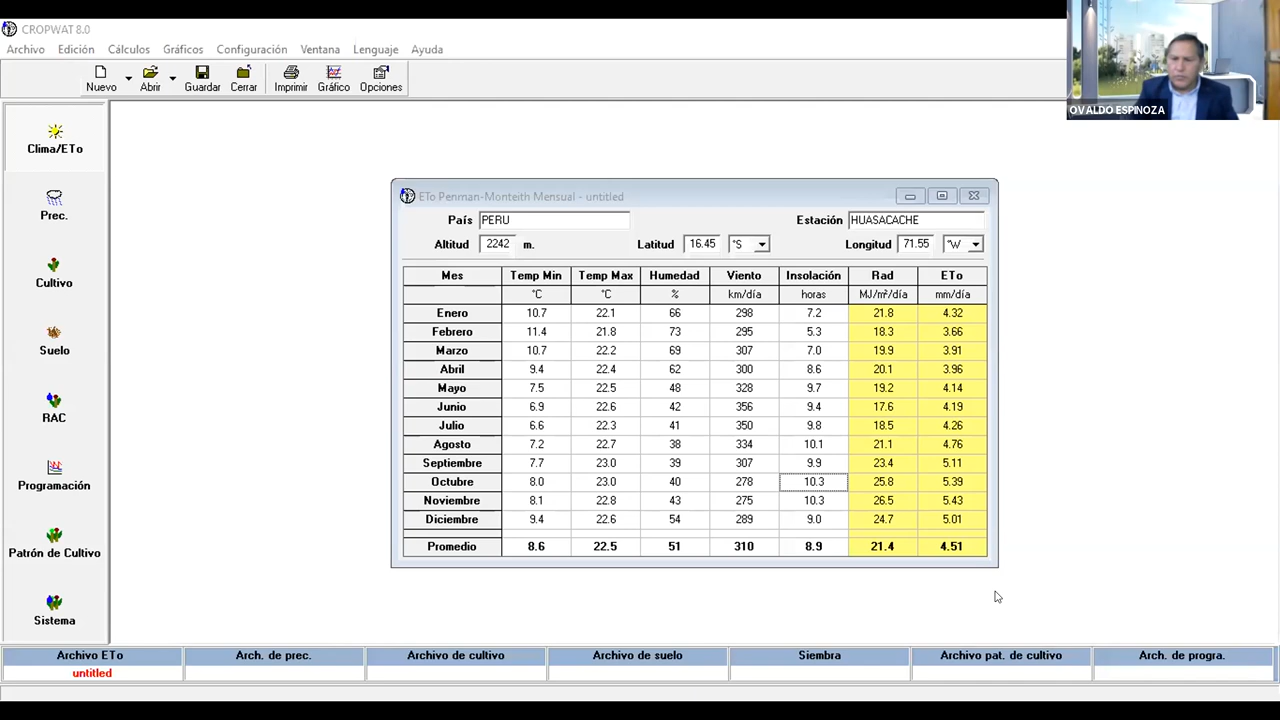 CROPWAT 8.0
Archivo Edición Cálculos Gráficos Configuración Ventana Lenguaje Ayuda
Nuevo Abrir Guardar Cerrar Imprimir Gráfico Opciones
OVALDO ESPINOZA
Clima/ETo
Prec.
Cultivo
Suelo
RAC
Programación
Patrón de Cultivo
Sistema
ETo Penman-Monteith Mensual - untitled
País PERU Estación HUASACACHE
Altitud 2242 m. Latitud 16.45 °S Longitud 71.55 °W
Mes Temp Min Temp Max Humedad Viento Insolación Rad ETo
°C °C % km/día horas MJ/m²/día mm/día
Enero 10.7 22.1 66 298 7.2 21.8 4.32
Febrero 11.4 21.8 73 295 5.3 18.3 3.66
Marzo 10.7 22.2 69 307 7.0 19.9 3.91
Abril 9.4 22.4 62 300 8.6 20.1 3.96
Mayo 7.5 22.5 48 328 9.7 19.2 4.14
Junio 6.9 22.6 42 356 9.4 17.6 4.19
Julio 6.6 22.3 41 350 9.8 18.5 4.26
Agosto 7.2 22.7 38 334 10.1 21.1 4.76
Septiembre 7.7 23.0 39 307 9.9 23.4 5.11
Octubre 8.0 23.0 40 278 10.3 25.8 5.39
Noviembre 8.1 22.8 43 275 10.3 26.5 5.43
Diciembre 9.4 22.6 54 289 9.0 24.7 5.01
Promedio 8.6 22.5 51 310 8.9 21.4 4.51
Archivo ETo Arch. de prec. Archivo de cultivo Archivo de suelo Siembra Archivo pat. de cultivo Arch. de progra.
untitled